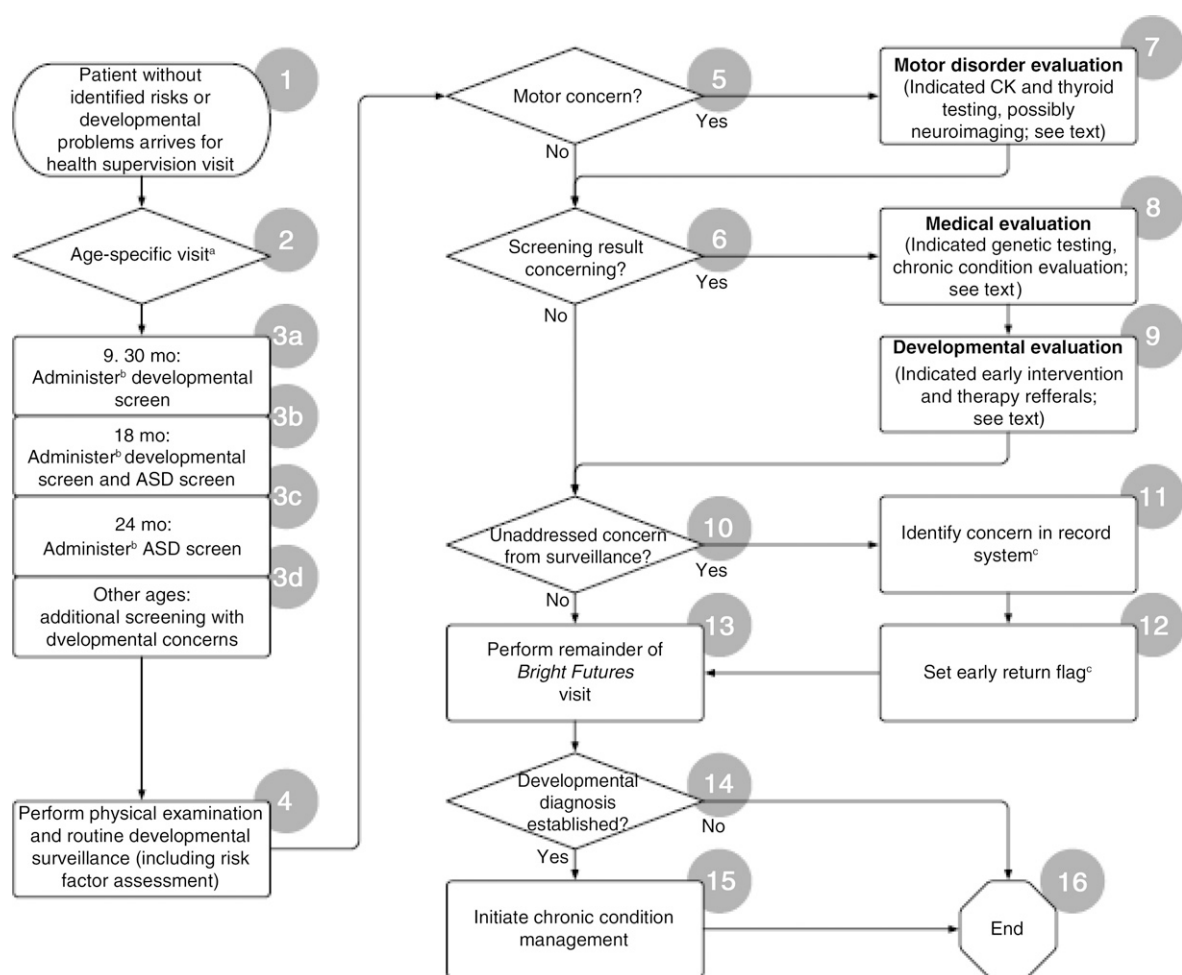 1
Patient without
identified risks or
developmental
problems arrives for
health supervision visit
2
Age-specific visitᵃ
3a
9. 30 mo:
Administerᵇ developmental
screen
3b
18 mo:
Administerᵇ developmental
screen and ASD screen
3c
24 mo:
Administerᵇ ASD screen
3d
Other ages:
additional screening with
dvelopmental concerns
4
Perform physical examination
and routine developmental
surveillance (including risk
factor assessment)
5
Motor concern?
Yes
No
7
Motor disorder evaluation
(Indicated CK and thyroid
testing, possibly
neuroimaging; see text)
6
Screening result
concerning?
Yes
No
8
Medical evaluation
(Indicated genetic testing,
chronic condition evaluation;
see text)
9
Developmental evaluation
(Indicated early intervention
and therapy refferals;
see text)
10
Unaddressed concern
from surveillance?
Yes
No
11
Identify concern in record
systemᶜ
12
Set early return flagᶜ
13
Perform remainder of
Bright Futures
visit
14
Developmental
diagnosis
established?
No
Yes
15
Initiate chronic condition
management
16
End